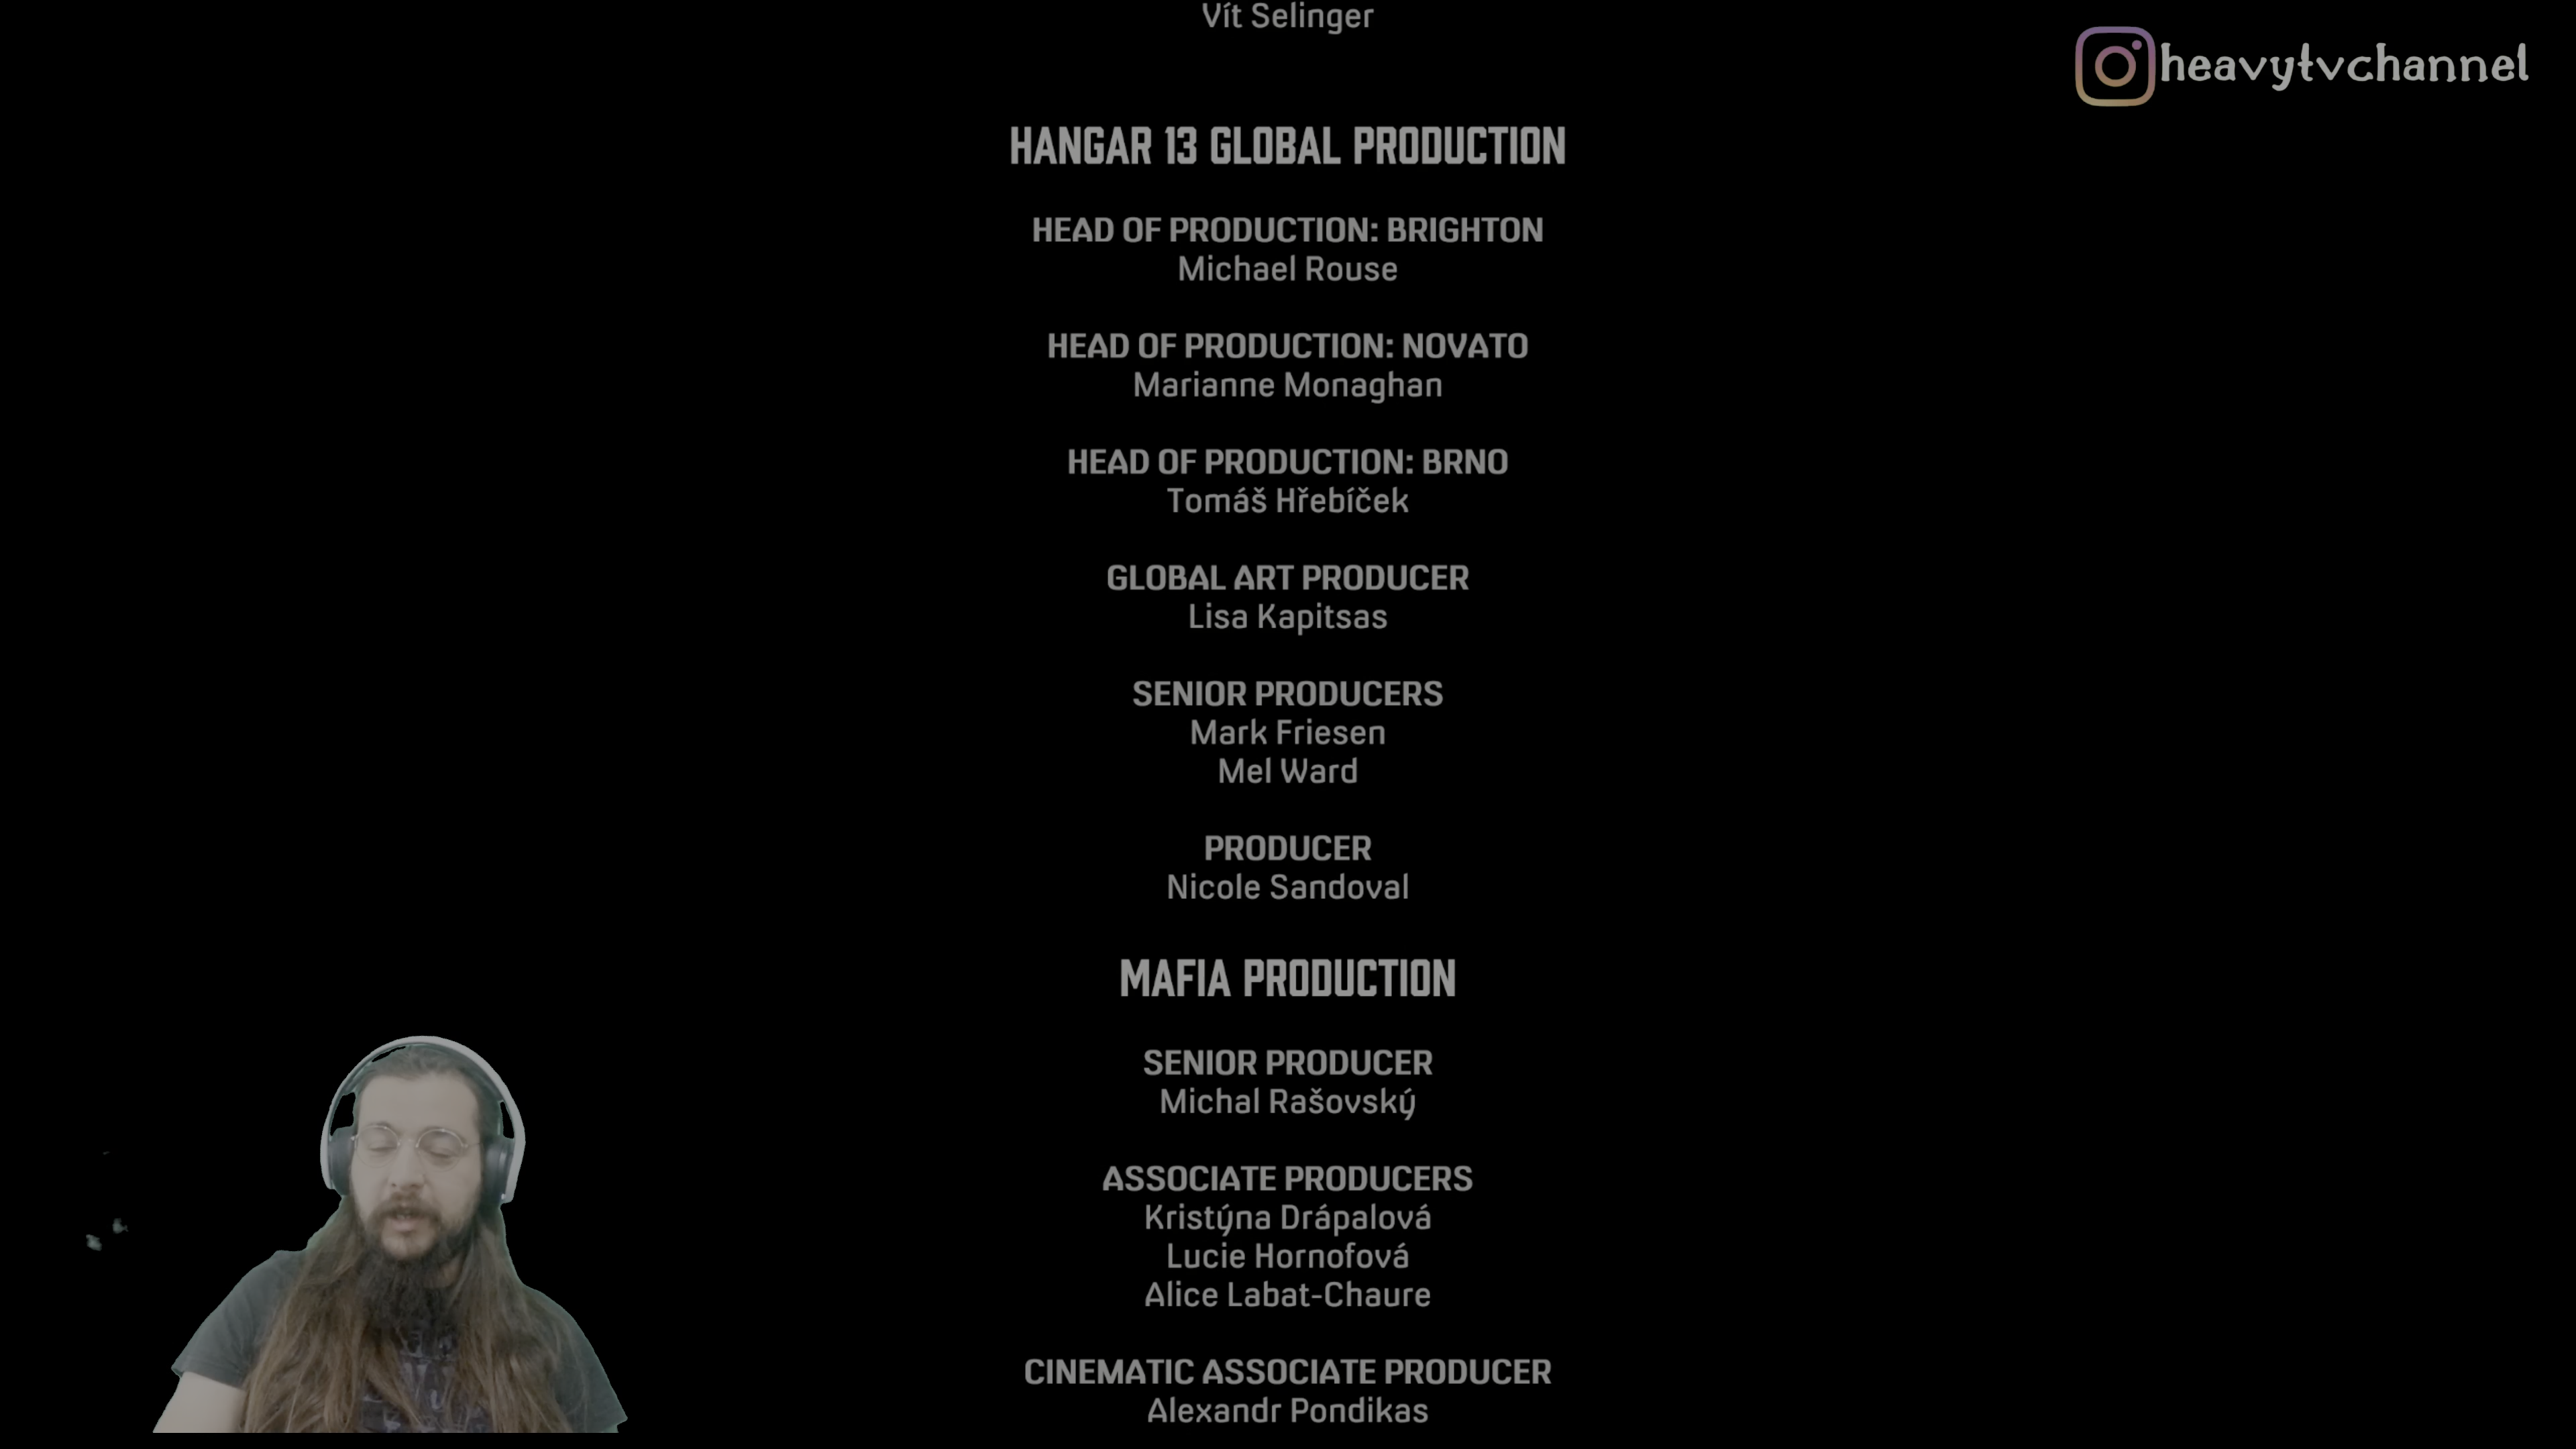 Vít Selinger
heavytvchannel
HANGAR 13 GLOBAL PRODUCTION
HEAD OF PRODUCTION: BRIGHTON
Michael Rouse
HEAD OF PRODUCTION: NOVATO
Marianne Monaghan
HEAD OF PRODUCTION: BRNO
Tomáš Hřebíček
GLOBAL ART PRODUCER
Lisa Kapitsas
SENIOR PRODUCERS
Mark Friesen
Mel Ward
PRODUCER
Nicole Sandoval
MAFIA PRODUCTION
SENIOR PRODUCER
Michal Rašovský
ASSOCIATE PRODUCERS
Kristýna Drápalová
Lucie Hornofová
Alice Labat-Chaure
CINEMATIC ASSOCIATE PRODUCER
Alexandr Pondikas